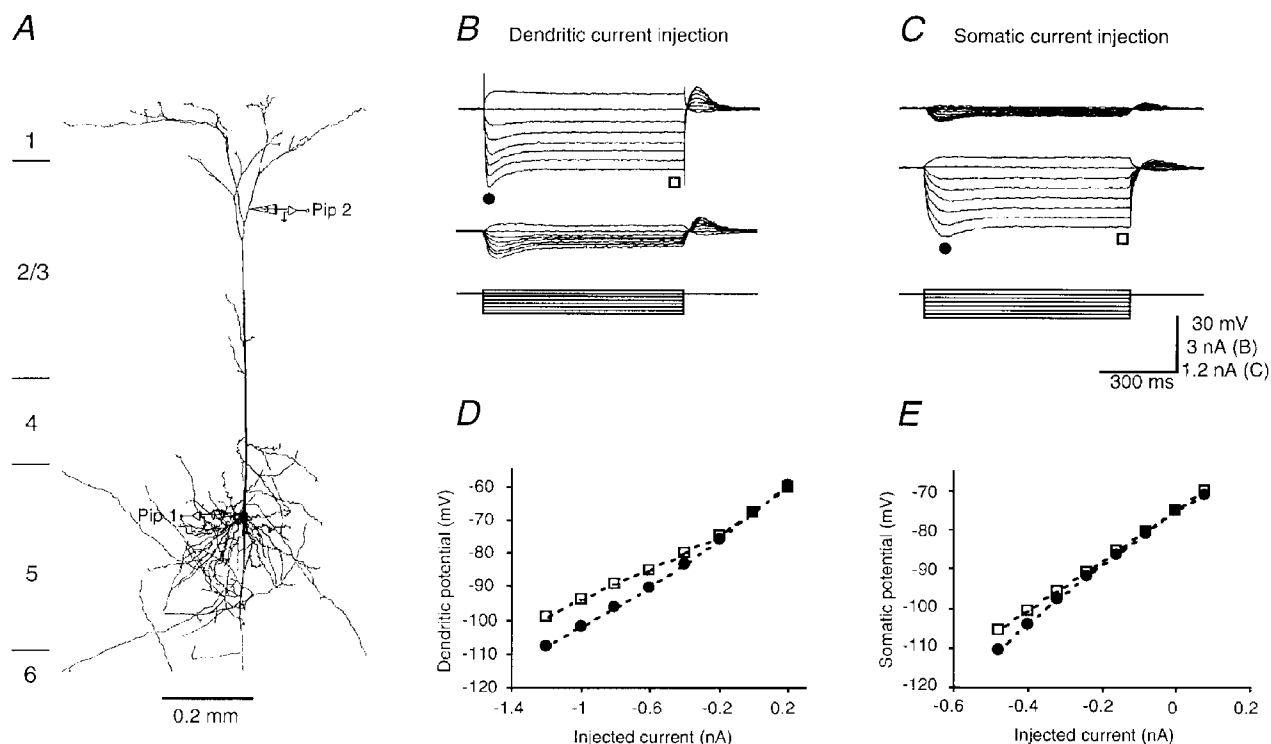 A
1
2/3
4
5
6
Pip 2
Pip 1
0.2 mm
B Dendritic current injection
C Somatic current injection
30 mV
3 nA (B)
1.2 nA (C)
300 ms
D
Dendritic potential (mV)
-60
-70
-80
-90
-100
-110
-120
-1.4 -1 -0.6 -0.2 0.2
Injected current (nA)
E
Somatic potential (mV)
-70
-80
-90
-100
-110
-120
-0.6 -0.4 -0.2 0 0.2
Injected current (nA)